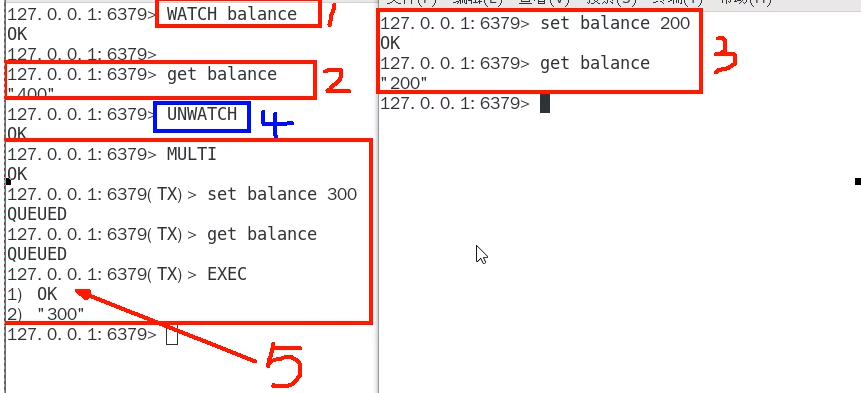 127.0.0.1:6379> WATCH balance
OK
127.0.0.1:6379>
127.0.0.1:6379> get balance
"400"
127.0.0.1:6379> UNWATCH
OK
127.0.0.1:6379> MULTI
OK
127.0.0.1:6379(TX)> set balance 300
QUEUED
127.0.0.1:6379(TX)> get balance
QUEUED
127.0.0.1:6379(TX)> EXEC
1) OK
2) "300"
127.0.0.1:6379>
1
2
4
5
127.0.0.1:6379> set balance 200
OK
127.0.0.1:6379> get balance
"200"
127.0.0.1:6379>
3